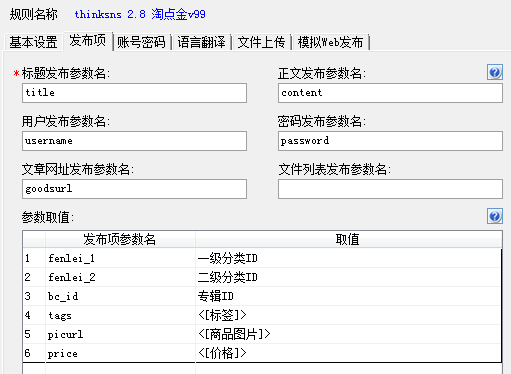 规则名称 thinksns 2.8 淘点金v99
基本设置 发布项 账号密码 语言翻译 文件上传 模拟Web发布
*标题发布参数名: 正文发布参数名: ?
title content
用户发布参数名: 密码发布参数名:
username password
文章网址发布参数名: 文件列表发布参数名:
goodsurl
参数取值: ?
发布项参数名 取值
1 fenlei_1 一级分类ID
2 fenlei_2 二级分类ID
3 bc_id 专辑ID
4 tags <[标签]>
5 picurl <[商品图片]>
6 price <[价格]>